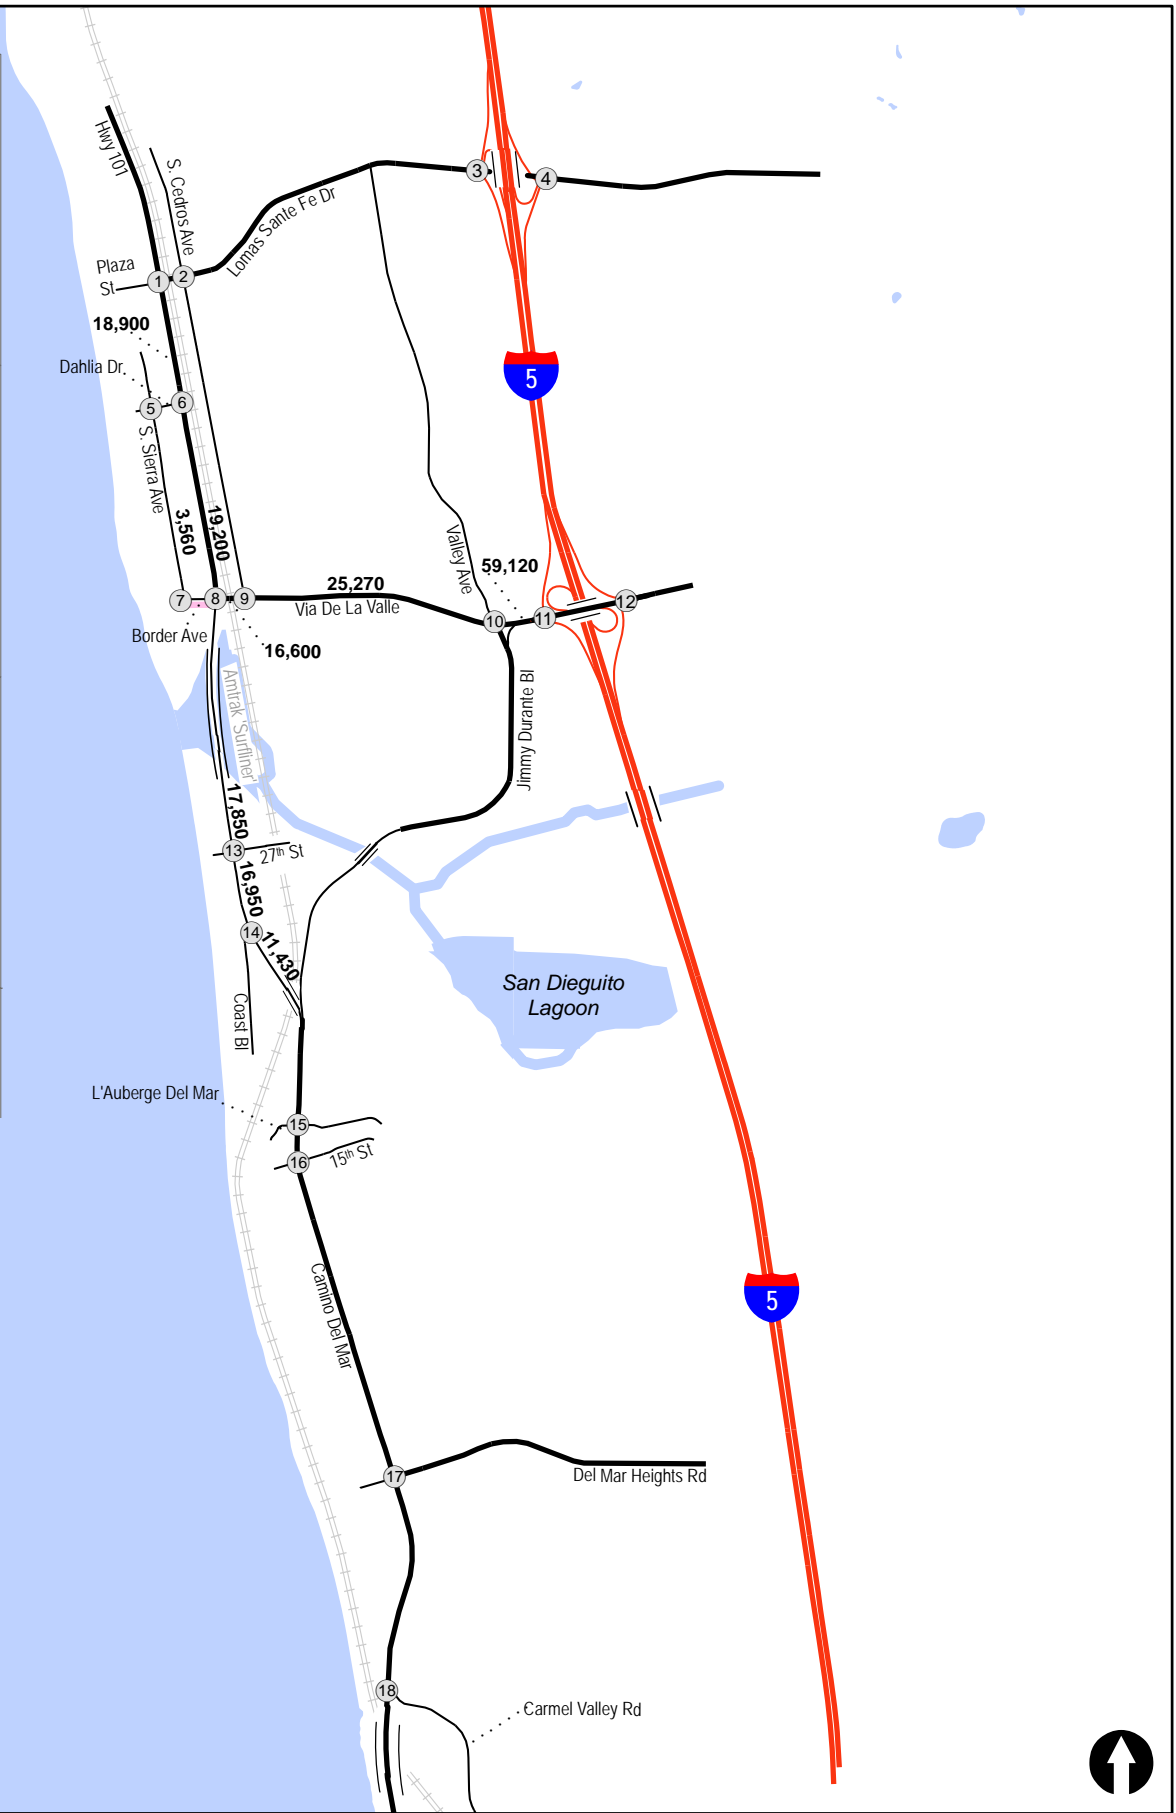 Hwy 101
S. Cedros Ave
3
4
Lomas Sante Fe Dr
Plaza
St
1
2
18,900
Dahlia Dr
5
5
6
S. Sierra Ave
3,560
19,200
Valley Ave
59,120
25,270
Via De La Valle
7
8
9
10
11
12
Border Ave
16,600
Amtrak 'Surfliner'
Jimmy Durante Bl
17,850
13
27th St
16,950
14
11,430
San Dieguito
Lagoon
Coast Bl
L'Auberge Del Mar
15
16
15th St
Camino Del Mar
5
17
Del Mar Heights Rd
18
Carmel Valley Rd